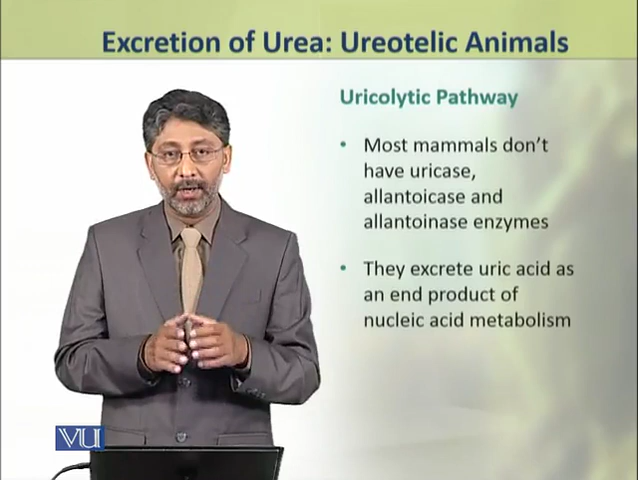 Excretion of Urea: Ureotelic Animals
Uricolytic Pathway
• Most mammals don't
have uricase,
allantoicase and
allantoinase enzymes
• They excrete uric acid as
an end product of
nucleic acid metabolism
VU